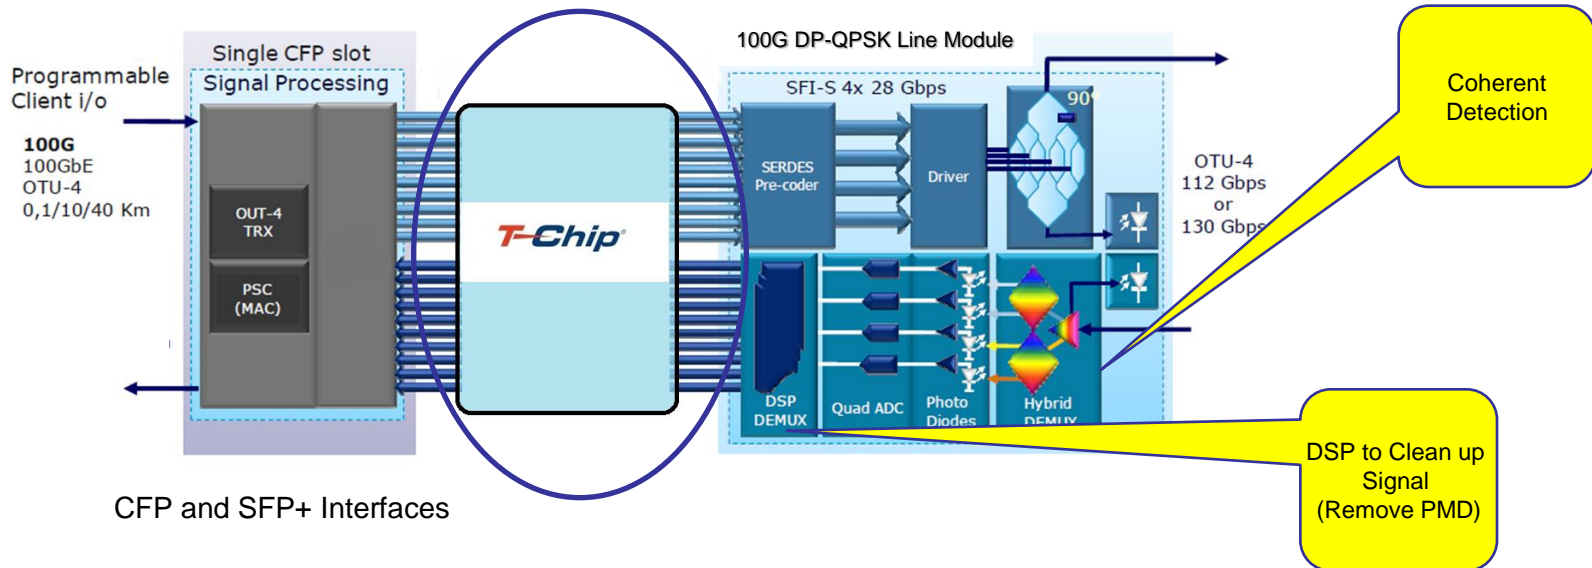 Single CFP slot
Signal Processing
Programmable
Client i/o
100G
100GbE
OTU-4
0,1/10/40 Km
OUT-4
TRX
PSC
(MAC)
T-Chip
100G DP-QPSK Line Module
SFI-S 4x 28 Gbps
SERDES
Pre-coder
Driver
90°
OTU-4
112 Gbps
or
130 Gbps
DSP
DEMUX
Quad ADC
Photo
Diodes
Hybrid
DEMUX
Coherent
Detection
DSP to Clean up
Signal
(Remove PMD)
CFP and SFP+ Interfaces